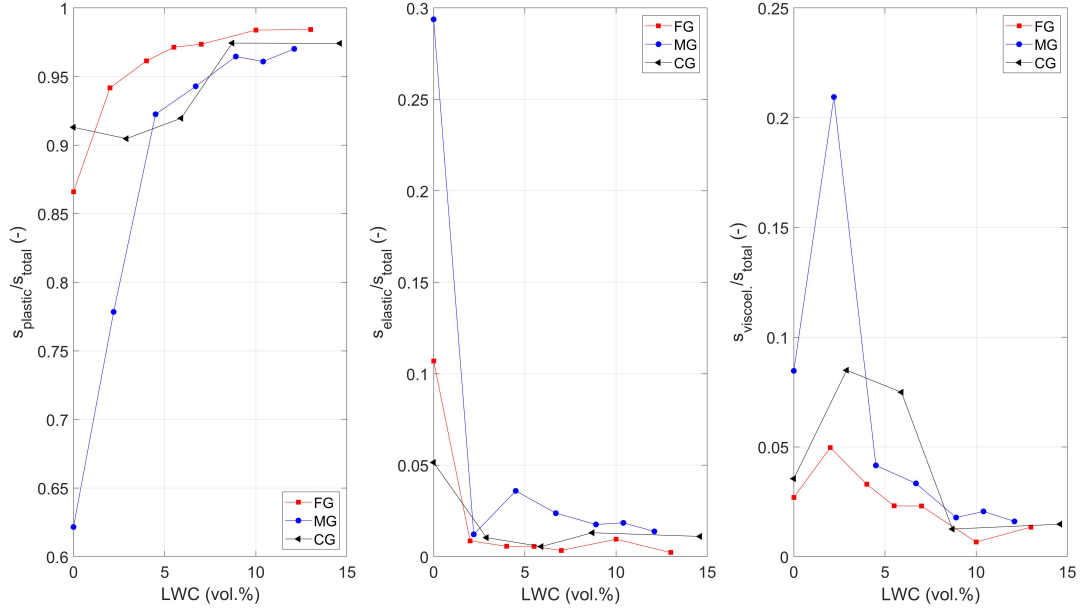 1
0.95
0.9
0.85
0.8
0.75
0.7
0.65
0.6
0
5
10
15
s_plastic/s_total (-)
LWC (vol.%)
FG
MG
CG
0.3
0.25
0.2
0.15
0.1
0.05
0
0
5
10
15
s_elastic/s_total (-)
LWC (vol.%)
FG
MG
CG
0.25
0.2
0.15
0.1
0.05
0
0
5
10
15
s_viscoel./s_total (-)
LWC (vol.%)
FG
MG
CG